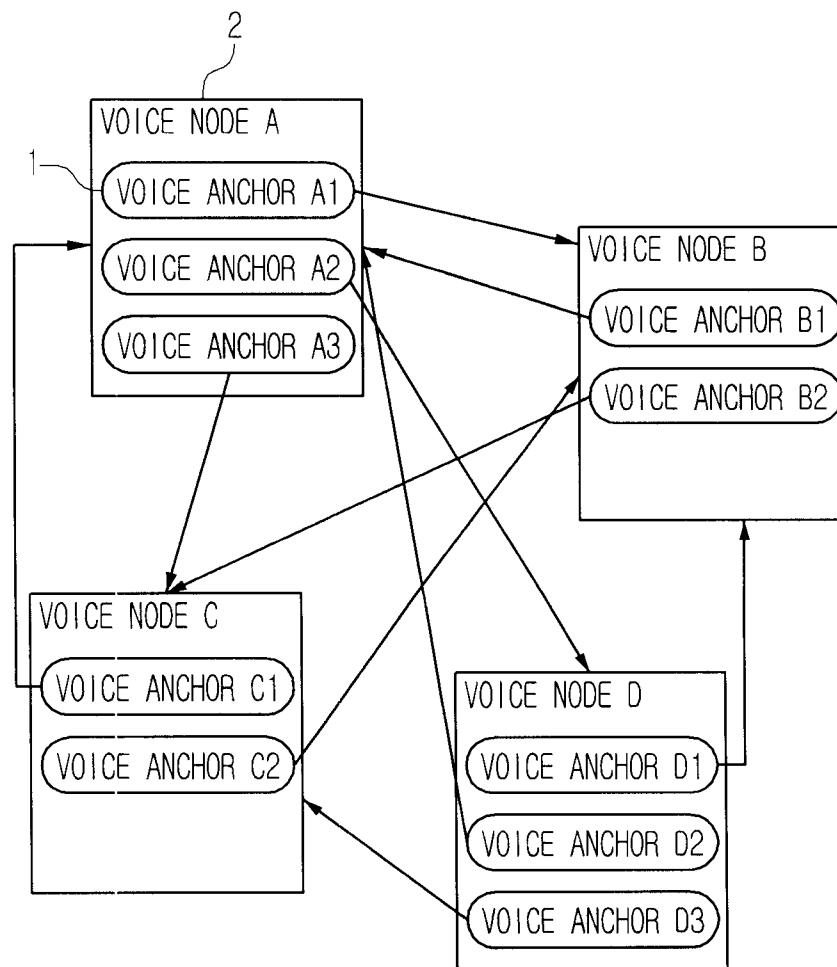 2
VOICE NODE A
1
VOICE ANCHOR A1
VOICE ANCHOR A2
VOICE ANCHOR A3
VOICE NODE B
VOICE ANCHOR B1
VOICE ANCHOR B2
VOICE NODE C
VOICE ANCHOR C1
VOICE ANCHOR C2
VOICE NODE D
VOICE ANCHOR D1
VOICE ANCHOR D2
VOICE ANCHOR D3